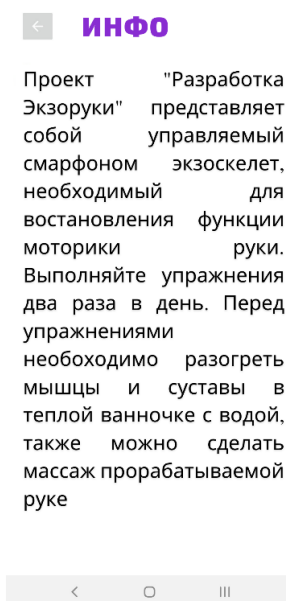 ИНФО
Проект "Разработка
Экзоруки" представляет
собой управляемый
смарфоном экзоскелет,
необходимый для
востановления функции
моторики руки.
Выполняйте упражнения
два раза в день. Перед
упражнениями
необоходимо разогреть
мышцы и суставы в
теплой ванночке с водой,
также можно сделать
массаж прорабатываемой
руке